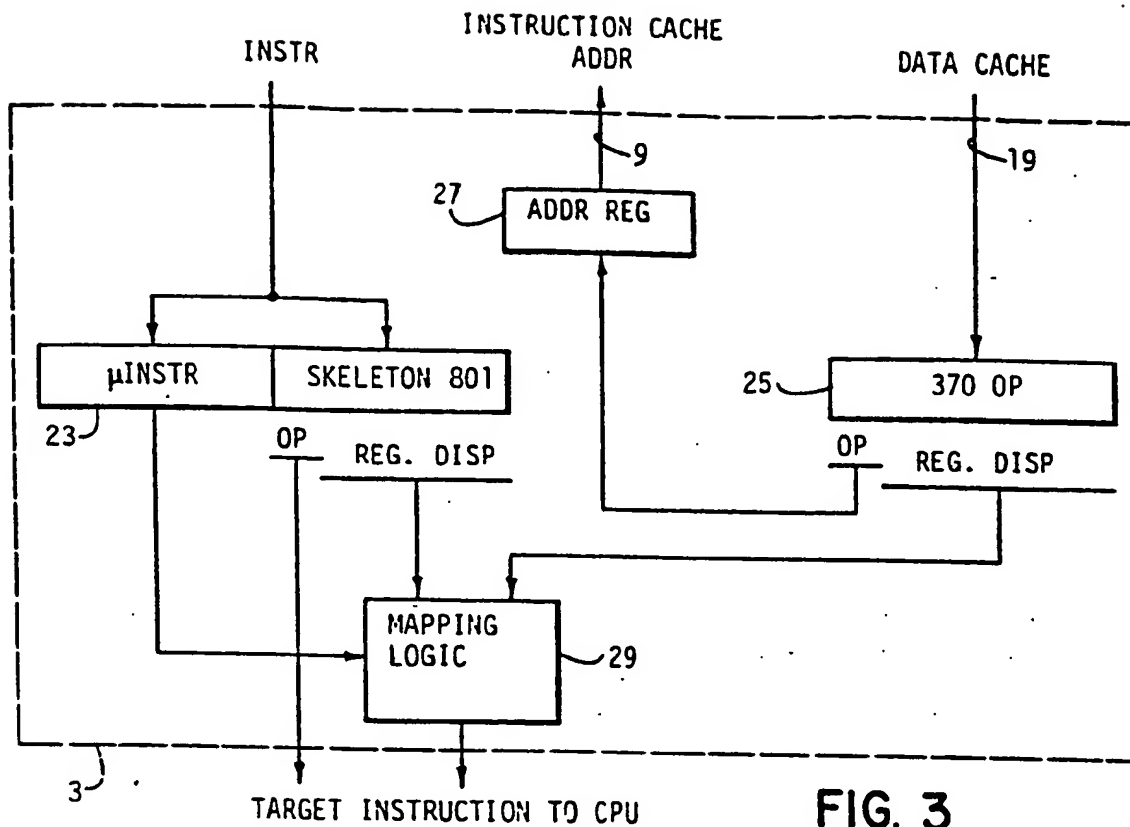 INSTRUCTION CACHE
ADDR
INSTR
DATA CACHE
9
19
27
ADDR REG
µINSTR
SKELETON 801
25
370 OP
23
OP
REG. DISP
OP
REG. DISP
MAPPING
LOGIC
29
3
TARGET INSTRUCTION TO CPU
FIG. 3